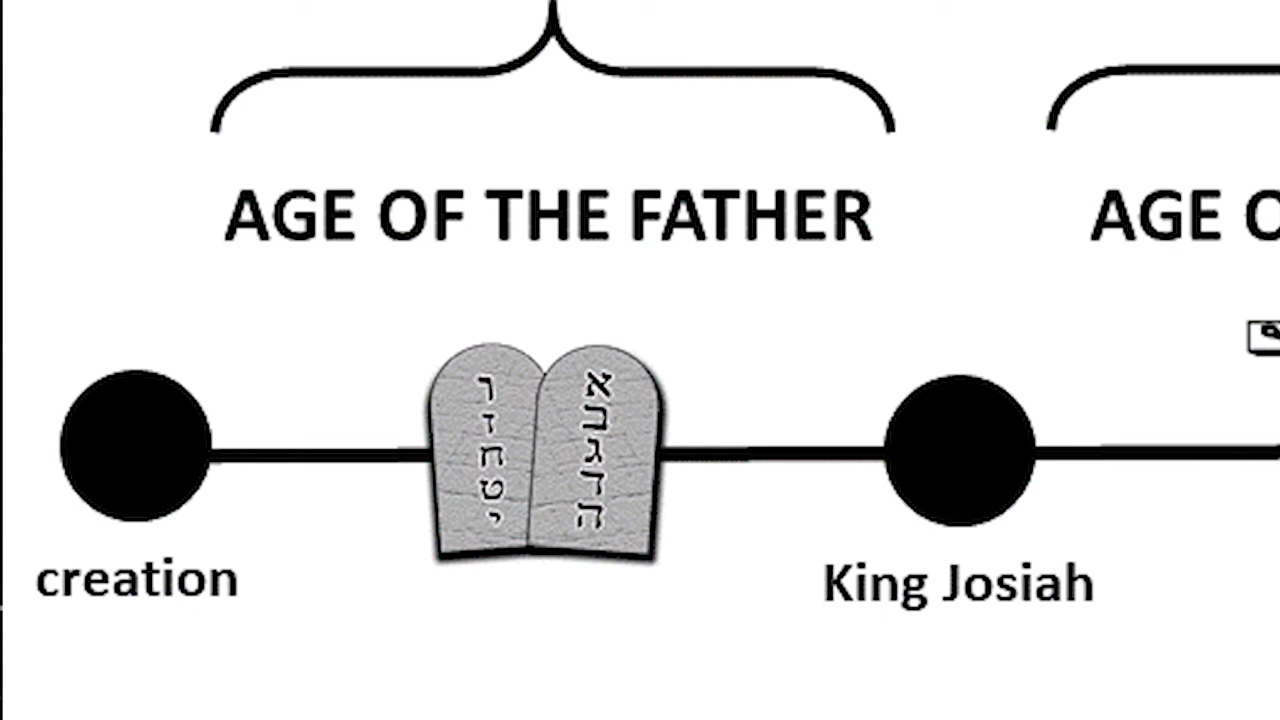 AGE OF THE FATHER
AGE
א
ג
ד
ה
ז
ח
ט
י
creation
King Josiah